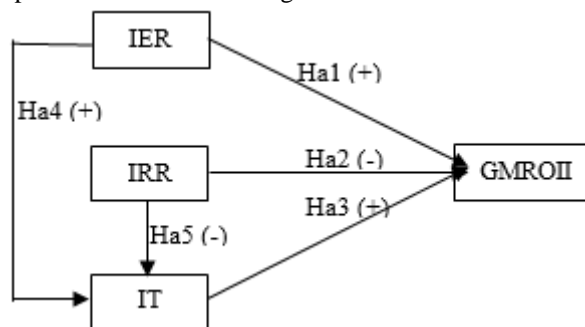 IER
Ha1 (+)
Ha4 (+)
IRR
Ha2 (-)
GMROII
Ha3 (+)
Ha5 (-)
IT